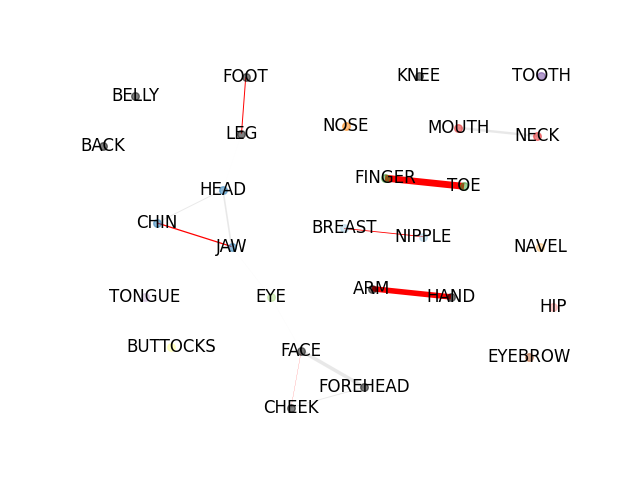 FOOT
KNEE
TOOTH
BELLY
NOSE
MOUTH
LEG
NECK
BACK
FINGER
TOE
HEAD
CHIN
BREAST
NIPPLE
JAW
NAVEL
TONGUE
EYE
ARM
HAND
HIP
BUTTOCKS
FACE
EYEBROW
FOREHEAD
CHEEK